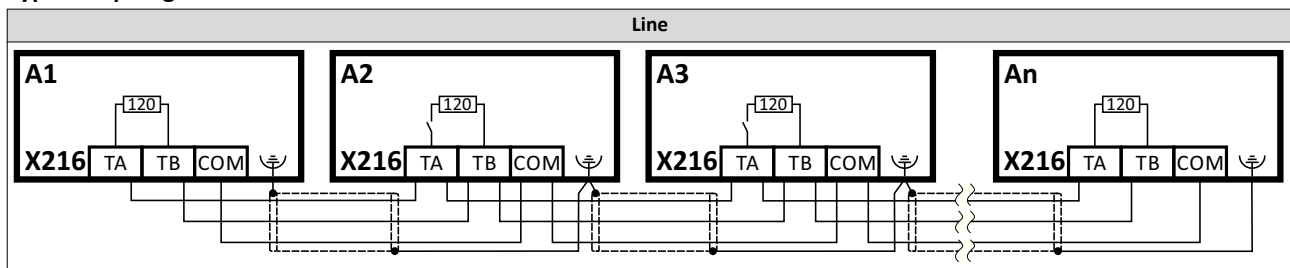 Line
A1 A2 A3 An
120 120 120 120
X216 TA TB COM X216 TA TB COM X216 TA TB COM X216 TA TB COM